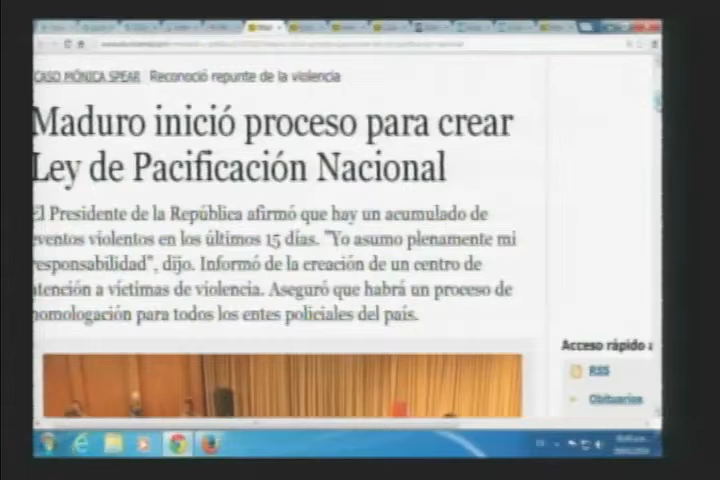 CASO MÓNICA SPEAR Reconoció repunte de la violencia
Maduro inició proceso para crear
Ley de Pacificación Nacional
El Presidente de la República afirmó que hay un acumulado de
eventos violentos en los últimos 15 días. "Yo asumo plenamente mi
responsabilidad", dijo. Informó de la creación de un centro de
atención a víctimas de violencia. Aseguró que habrá un proceso de
homologación para todos los entes policiales del país.
Acceso rápido a
RSS
Obituarios